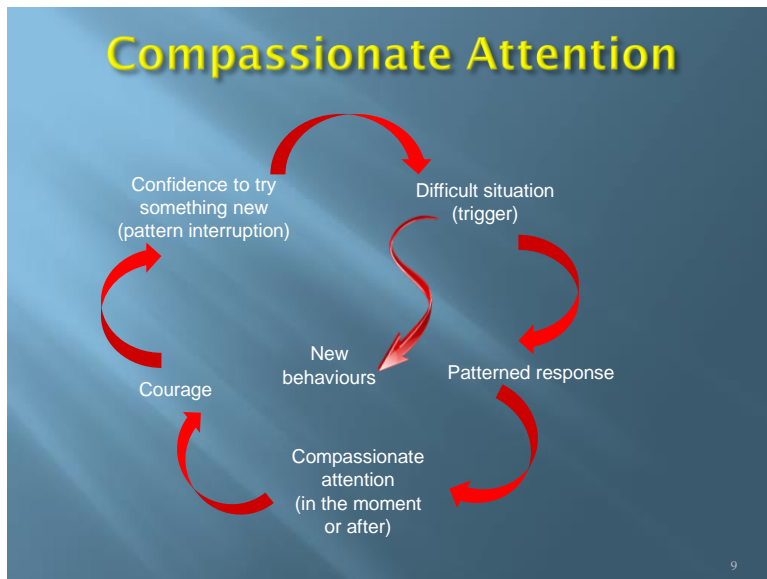 Compassionate Attention
Confidence to try
something new
(pattern interruption)
Difficult situation
(trigger)
New
behaviours
Patterned response
Courage
Compassionate
attention
(in the moment
or after)
9